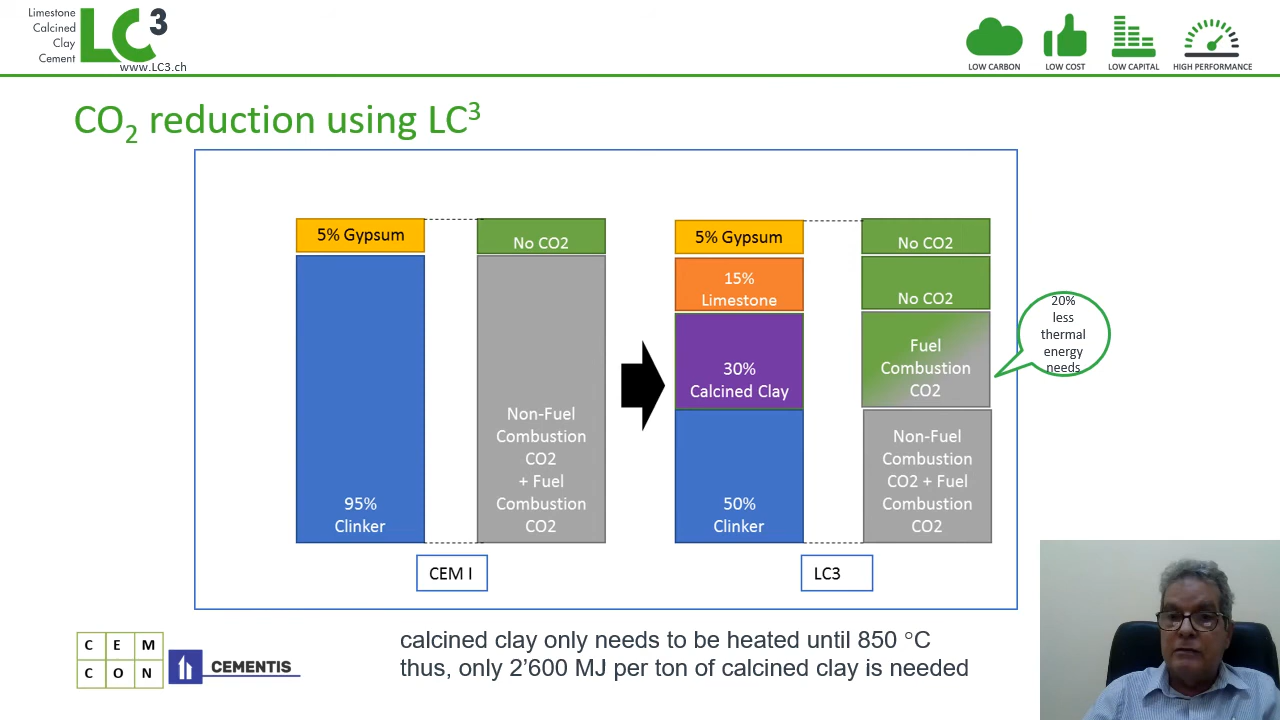 Limestone
Calcined
Clay
Cement
LC3
www.LC3.ch
LOW CARBON
LOW COST
LOW CAPITAL
HIGH PERFORMANCE
CO2 reduction using LC3
5% Gypsum
95%
Clinker
No CO2
Non-Fuel
Combustion
CO2
+ Fuel
Combustion
CO2
CEM I
5% Gypsum
15%
Limestone
30%
Calcined Clay
50%
Clinker
No CO2
No CO2
Fuel
Combustion
CO2
Non-Fuel
Combustion
CO2 + Fuel
Combustion
CO2
LC3
20%
less
thermal
energy
needs
calcined clay only needs to be heated until 850 °C
thus, only 2’600 MJ per ton of calcined clay is needed
C E M
C O N
CEMENTIS